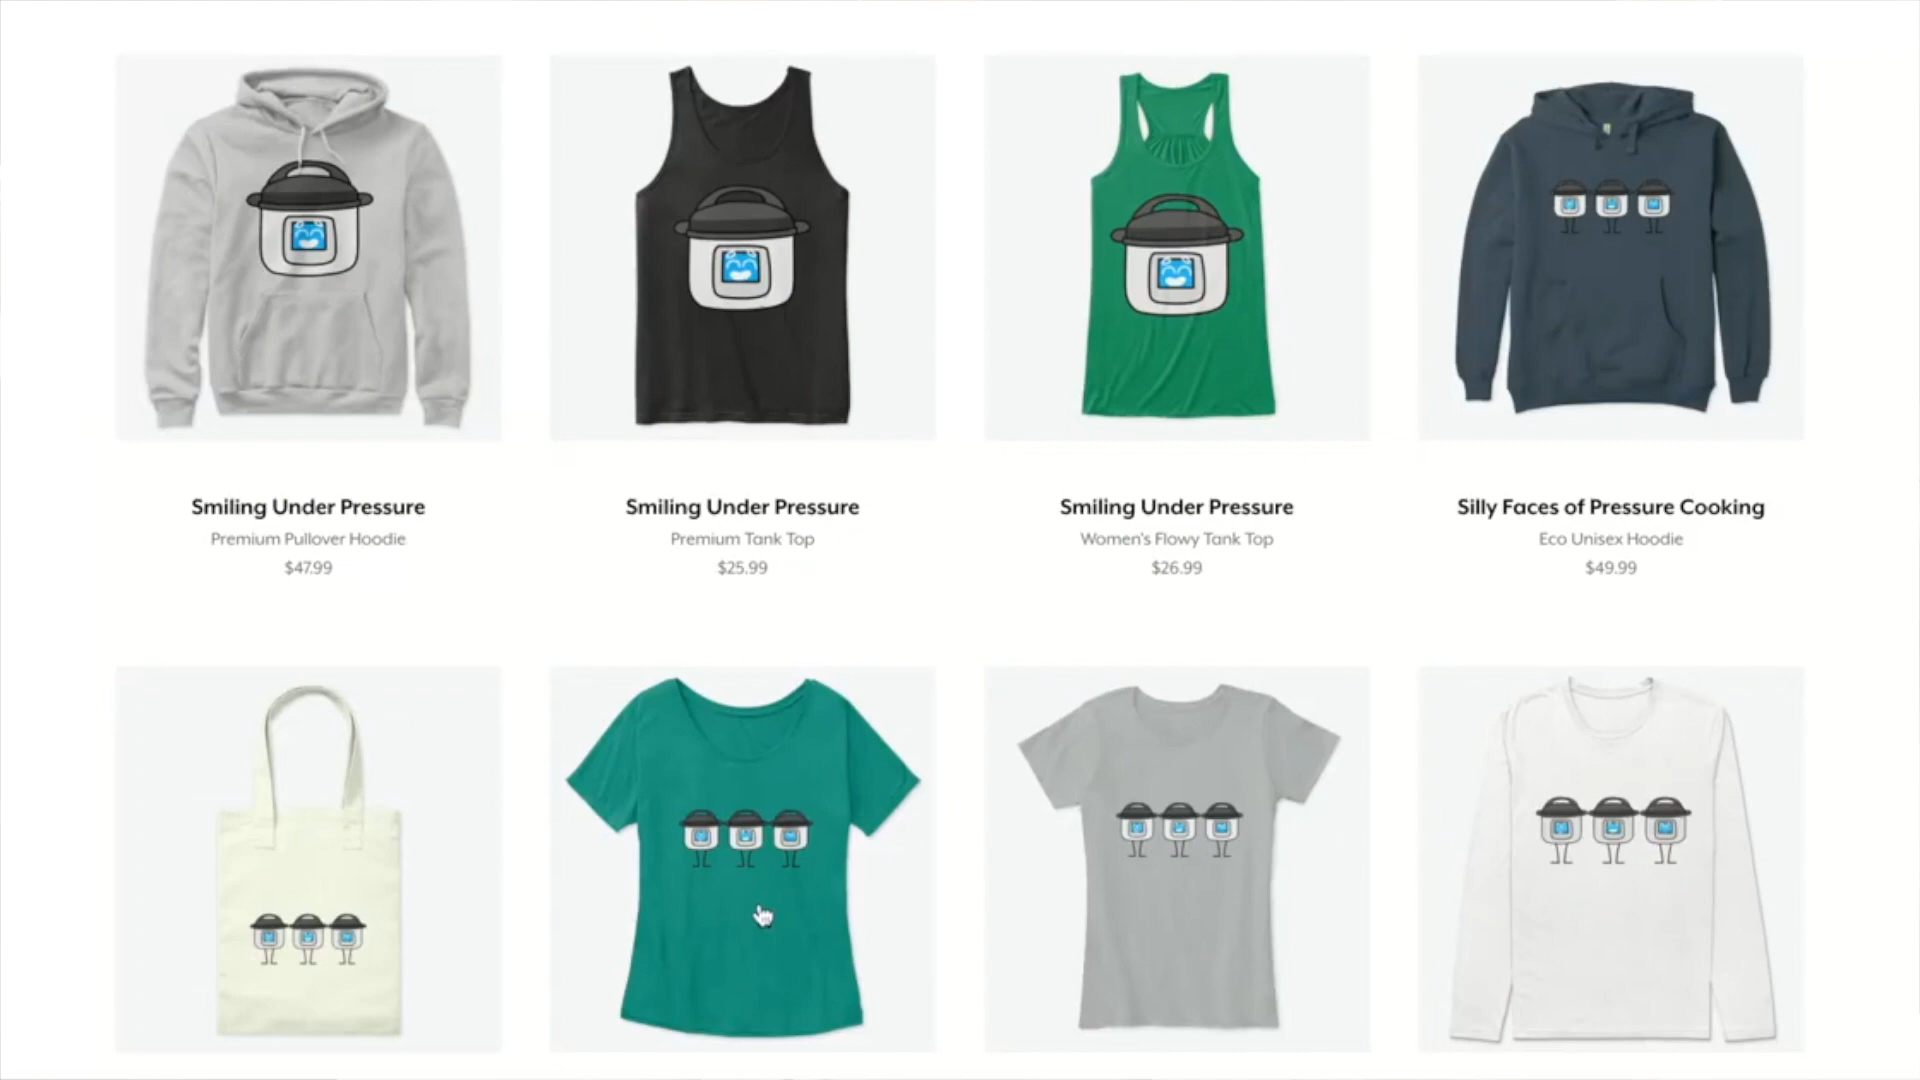 Smiling Under Pressure
Premium Pullover Hoodie
$47.99
Smiling Under Pressure
Premium Tank Top
$25.99
Smiling Under Pressure
Women's Flowy Tank Top
$26.99
Silly Faces of Pressure Cooking
Eco Unisex Hoodie
$49.99